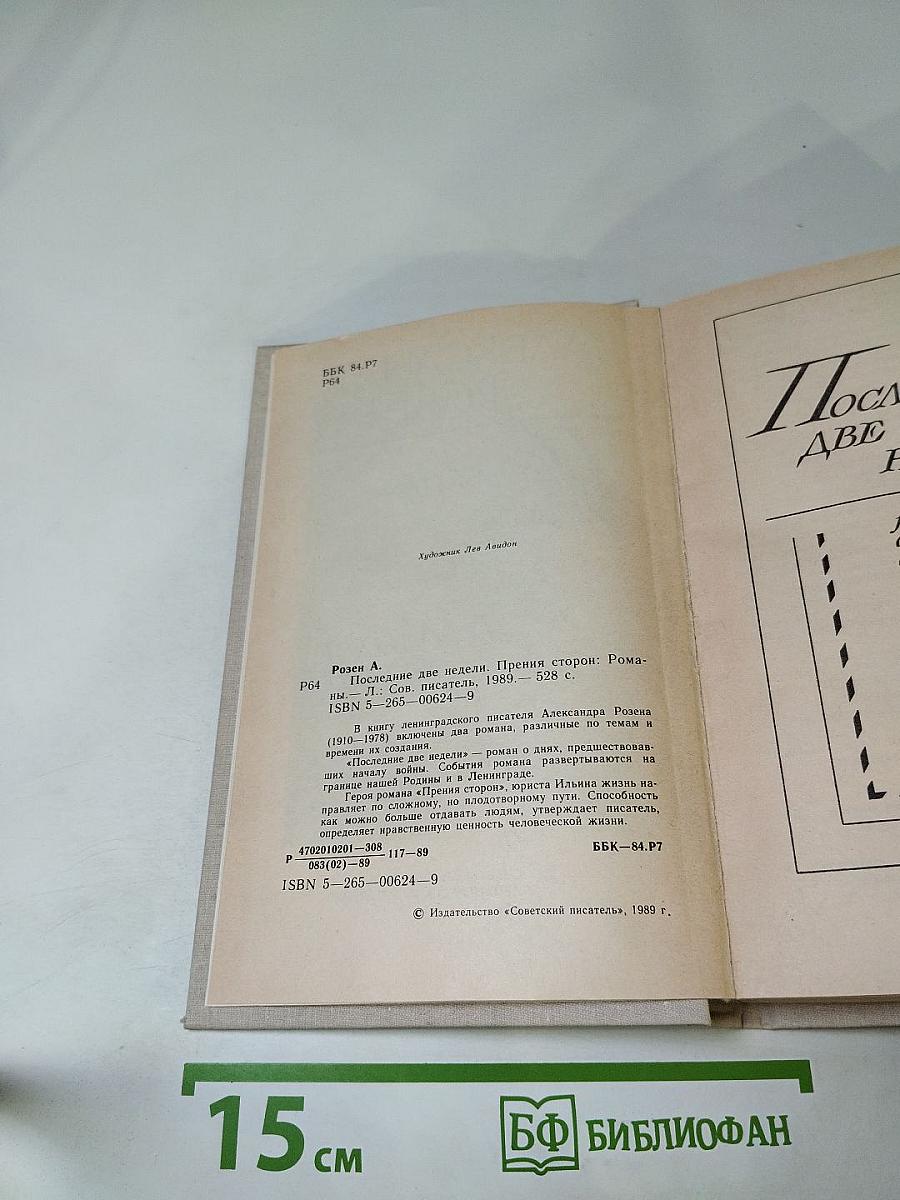 ББК 84.Р7
Р64
Художник Лев Авидон
Розен А.
Р64 Последние две недели. Прения сторон: Рома-
ны.— Л.: Сов. писатель, 1989.— 528 с.
ISBN 5—265—00624—9
В книгу ленинградского писателя Александра Розена
(1910—1978) включены два романа, различные по темам и
времени их создания.
«Последние две недели» — роман о днях, предшествовав-
ших началу войны. События романа развертываются на
границе нашей Родины и в Ленинграде.
Героя романа «Прения сторон», юриста Ильина жизнь на-
правляет по сложному, но плодотворному пути. Способность
как можно больше отдавать людям, утверждает писатель,
определяет нравственную ценность человеческой жизни.
Р 4702010201—308
083(02)—89 117—89 ББК—84.Р7
ISBN 5—265—00624—9
© Издательство «Советский писатель», 1989 г.
Посл
ДВЕ
15 см БФ БИБЛИОФАН